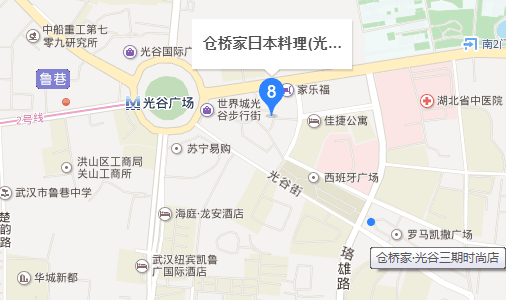 中船重工第七
零九研究所
光谷国际广
仓桥家日本料理(光...
南2门
鲁巷
8
家乐福
光谷广场
世界城光
谷步行街
湖北省中医院
2号线
佳捷公寓
苏宁易购
洪山区工商局
关山工商所
光谷街
西班牙广场
武汉市鲁巷中学
海庭·龙安酒店
楚韵路
罗马凯撒广场
珞雄路
仓桥家·光谷三期时尚店
武汉纽宾凯鲁
广国际酒店
华城新都